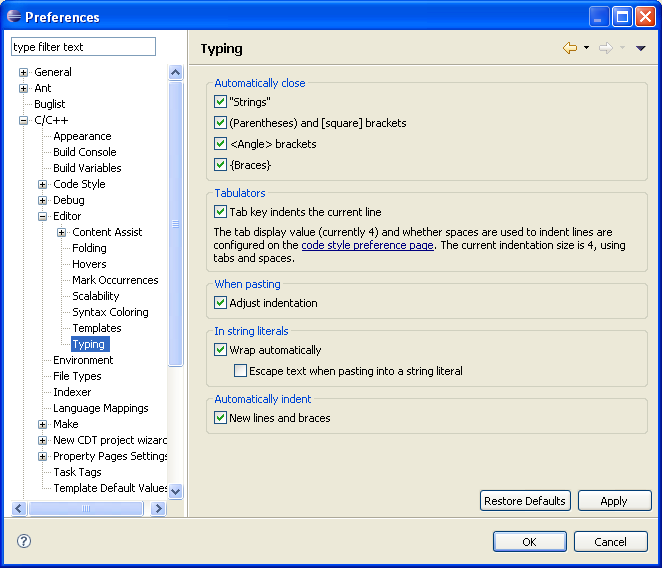 Preferences
type filter text
General
Ant
Buglist
C/C++
Appearance
Build Console
Build Variables
Code Style
Debug
Editor
Content Assist
Folding
Hovers
Mark Occurrences
Scalability
Syntax Coloring
Templates
Typing
Environment
File Types
Indexer
Language Mappings
Make
New CDT project wizard
Property Pages Settings
Task Tags
Template Default Values
Typing
Automatically close
"Strings"
(Parentheses) and [square] brackets
<Angle> brackets
{Braces}
Tabulators
Tab key indents the current line
The tab display value (currently 4) and whether spaces are used to indent lines are
configured on the code style preference page. The current indentation size is 4, using
tabs and spaces.
When pasting
Adjust indentation
In string literals
Wrap automatically
Escape text when pasting into a string literal
Automatically indent
New lines and braces
Restore Defaults
Apply
?
OK
Cancel